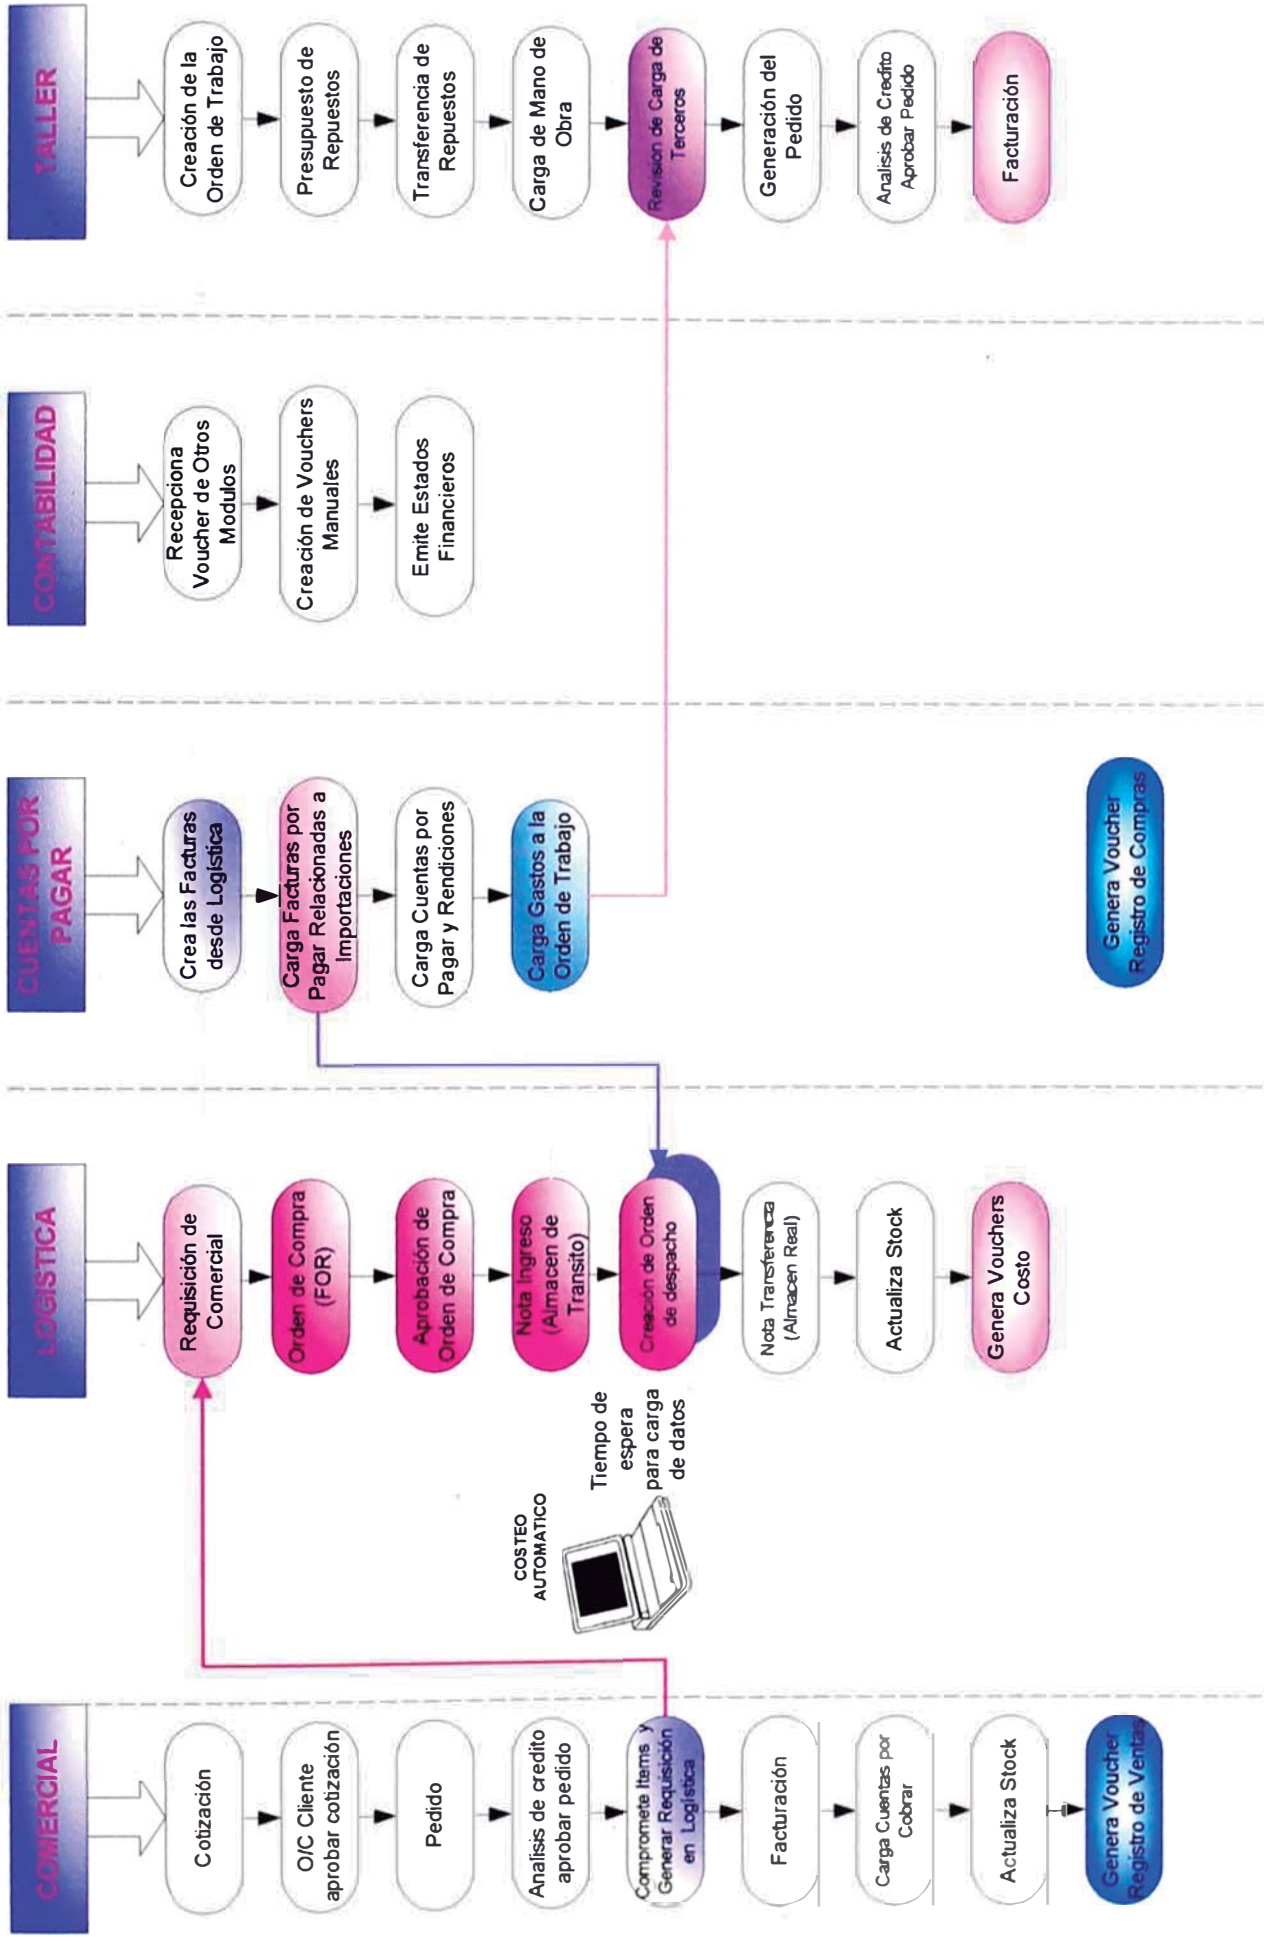 COMERCIAL
Cotización
O/C Cliente
aprobar cotización
Pedido
Analisis de credito
aprobar pedido
Compromete Items y
Generar Requisición
en Logística
Facturación
Carga Cuentas por
Cobrar
Actualiza Stock
Genera Voucher
Registro de Ventas
COSTEO
AUTOMATICO
Tiempo de
espera
para carga
de datos
LOGISTICA
Requisición de
Comercial
Orden de Compra
(FOR)
Aprobación de
Orden de Compra
Nota Ingreso
(Almacen de
Transito)
Creación de Orden
de despacho
Nota Transferencia
(Almacen Real)
Actualiza Stock
Genera Vouchers
Costo
CUENTAS POR
PAGAR
Crea las Facturas
desde Logística
Carga Facturas por
Pagar Relacionadas a
Importaciones
Carga Cuentas por
Pagar y Rendiciones
Carga Gastos a la
Orden de Trabajo
Genera Voucher
Registro de Compras
CONTABILIDAD
Recepciona
Voucher de Otros
Modulos
Creación de Vouchers
Manuales
Emite Estados
Financieros
TALLER
Creación de la
Orden de Trabajo
Presupuesto de
Repuestos
Transferencia de
Repuestos
Carga de Mano de
Obra
Revision de Carga de
Terceros
Generación del
Pedido
Analisis de Credito
Aprobar Pedido
Facturación